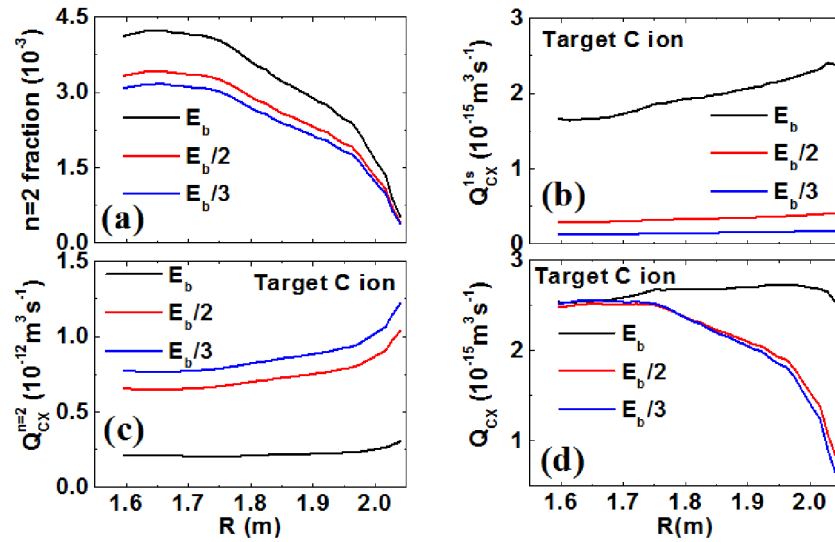 n=2 fraction (10⁻³)
4.5
3.0
1.5
0.0
E_b
E_b/2
E_b/3
(a)
Q_CX^1s (10⁻¹⁵m³s⁻¹)
3
2
1
0
Target C ion
E_b
E_b/2
E_b/3
(b)
Q_CX^n=2 (10⁻¹²m³s⁻¹)
1.5
1.0
0.5
0.0
E_b
E_b/2
E_b/3
Target C ion
(c)
1.6 1.7 1.8 1.9 2.0
R (m)
Q_CX (10⁻¹⁵m³s⁻¹)
3
2
1
Target C ion
E_b
E_b/2
E_b/3
(d)
1.6 1.7 1.8 1.9 2.0
R(m)